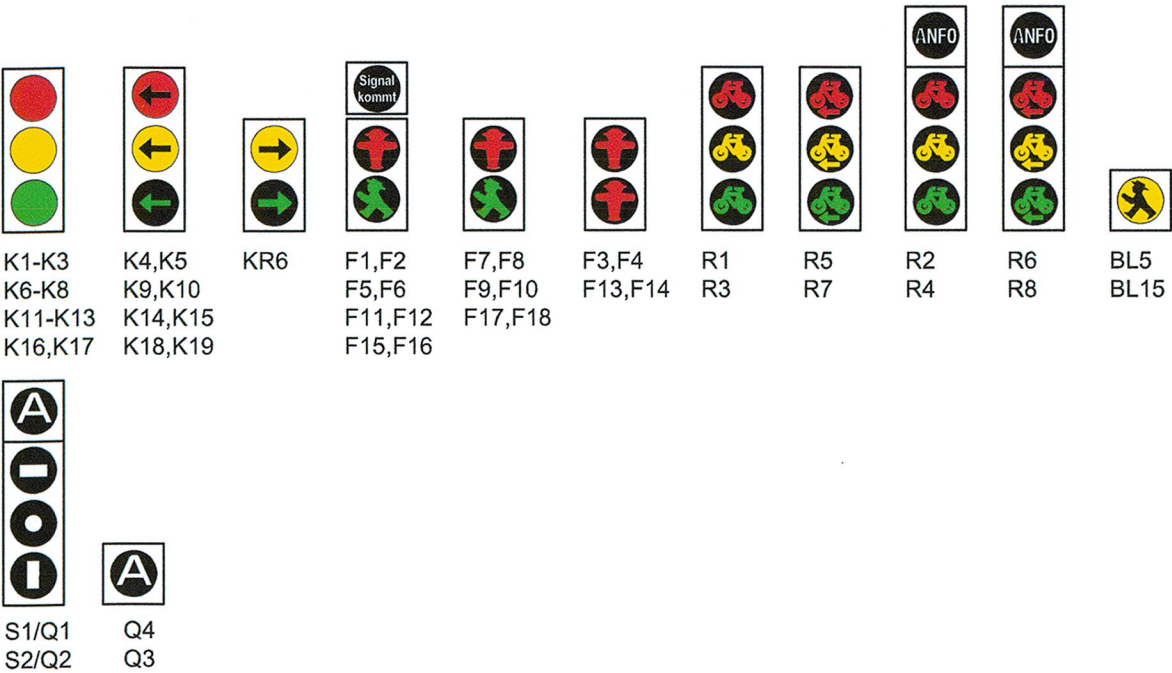 ANFO
ANFO
Signal
kommt
K1-K3
K6-K8
K11-K13
K16,K17
K4,K5
K9,K10
K14,K15
K18,K19
KR6
F1,F2
F5,F6
F11,F12
F15,F16
F7,F8
F9,F10
F17,F18
F3,F4
F13,F14
R1
R3
R5
R7
R2
R4
R6
R8
BL5
BL15
A
S1/Q1
S2/Q2
A
Q4
Q3